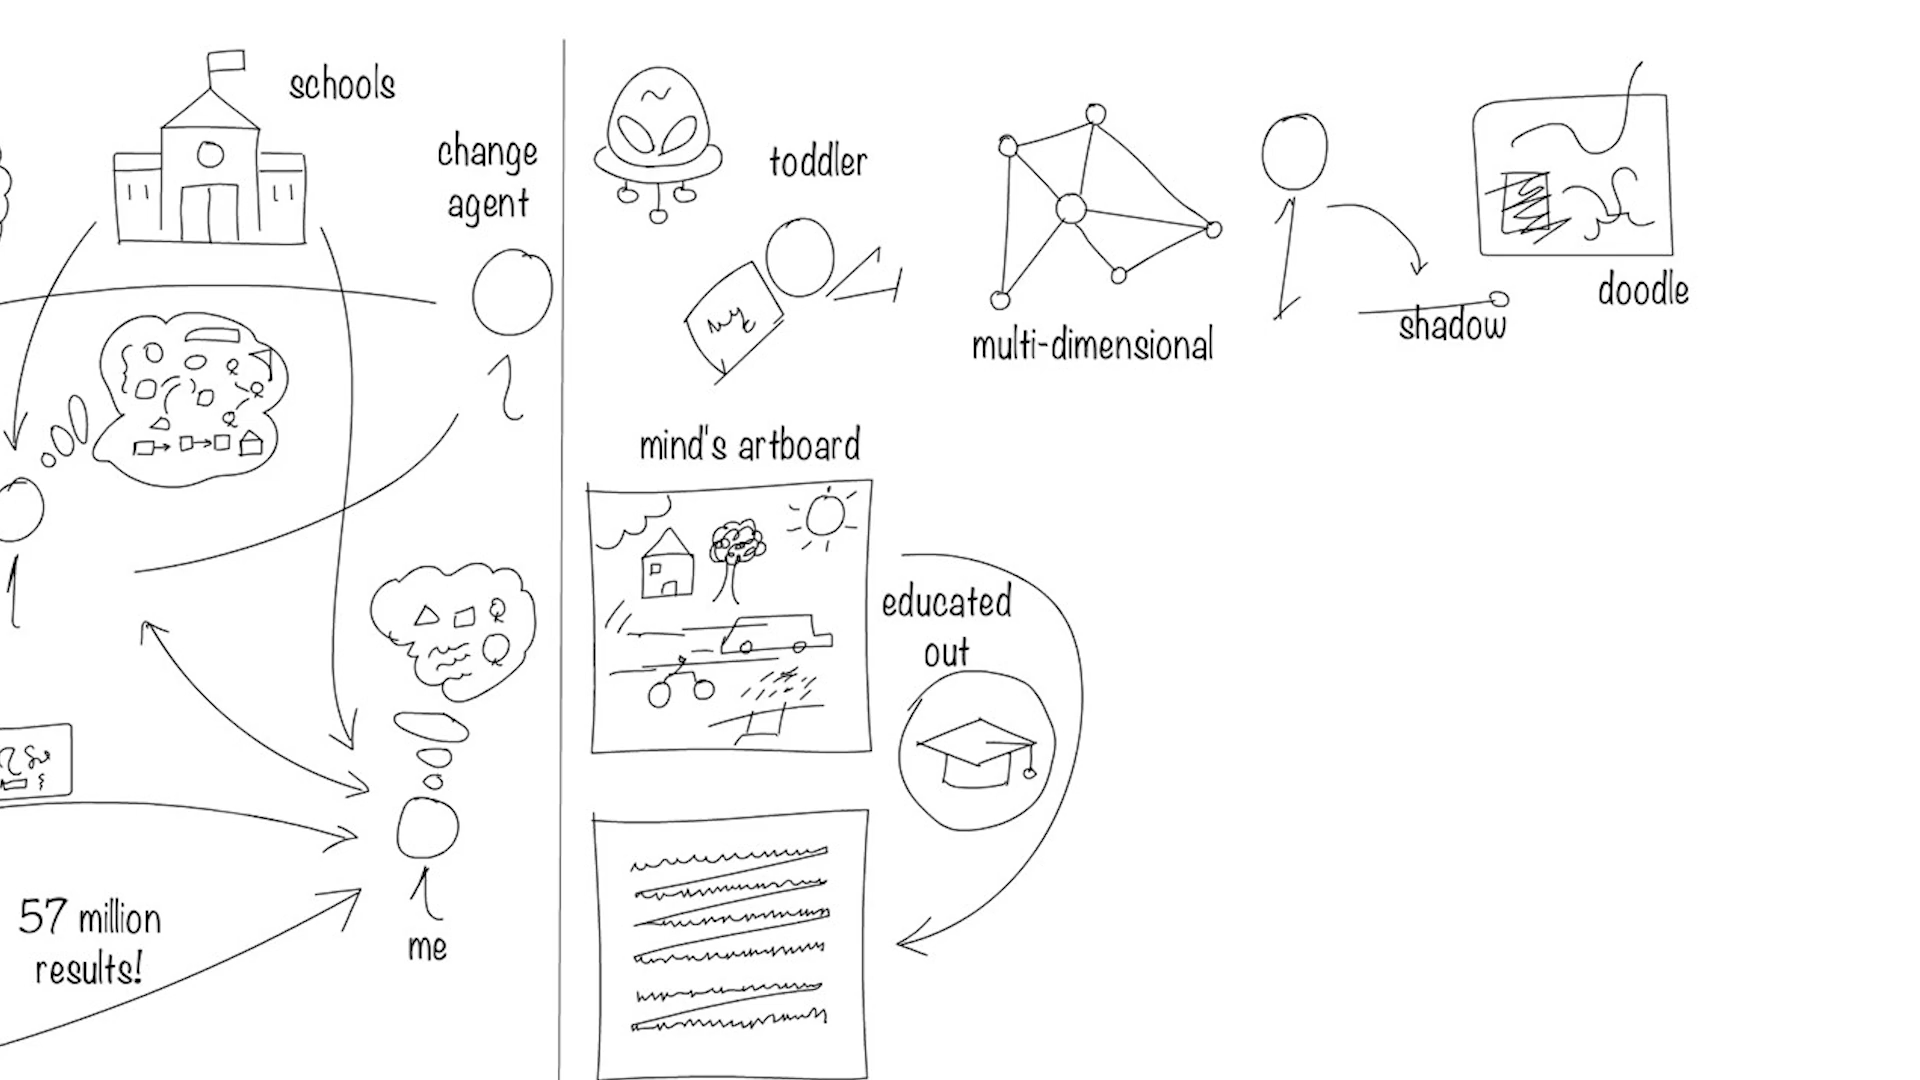 schools
change
agent
57 million
results!
me
toddler
multi-dimensional
shadow
doodle
mind's artboard
educated
out